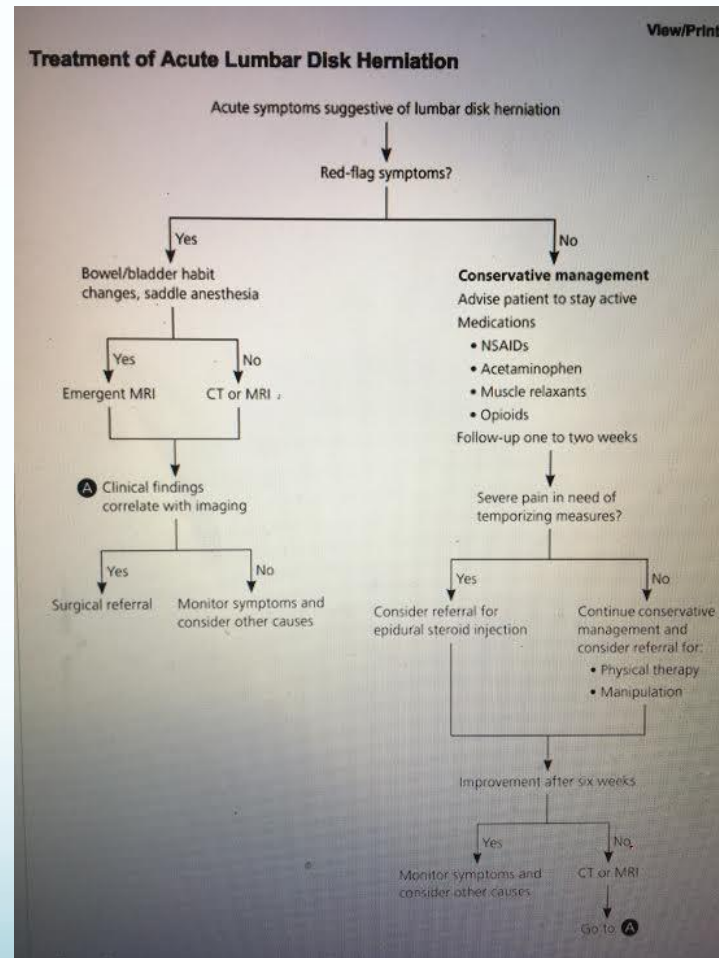 View/Print
Treatment of Acute Lumbar Disk Herniation
Acute symptoms suggestive of lumbar disk herniation
Red-flag symptoms?
Yes
No
Bowel/bladder habit
changes, saddle anesthesia
Yes
No
Emergent MRI
CT or MRI
A Clinical findings
correlate with imaging
Yes
No
Surgical referral
Monitor symptoms and
consider other causes
Conservative management
Advise patient to stay active
Medications
• NSAIDs
• Acetaminophen
• Muscle relaxants
• Opioids
Follow-up one to two weeks
Severe pain in need of
temporizing measures?
Yes
No
Consider referral for
epidural steroid injection
Continue conservative
management and
consider referral for:
• Physical therapy
• Manipulation
Improvement after six weeks
Yes
No
Monitor symptoms and
consider other causes
CT or MRI
Go to A